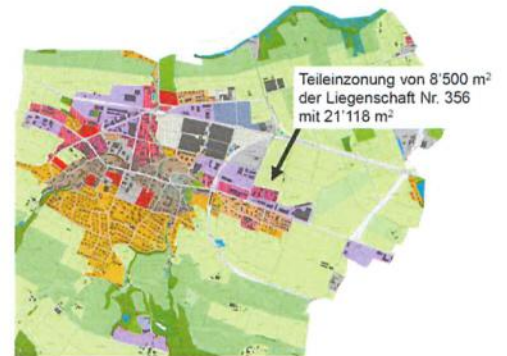 Teileinzonung von 8'500 m²
der Liegenschaft Nr. 356
mit 21'118 m²